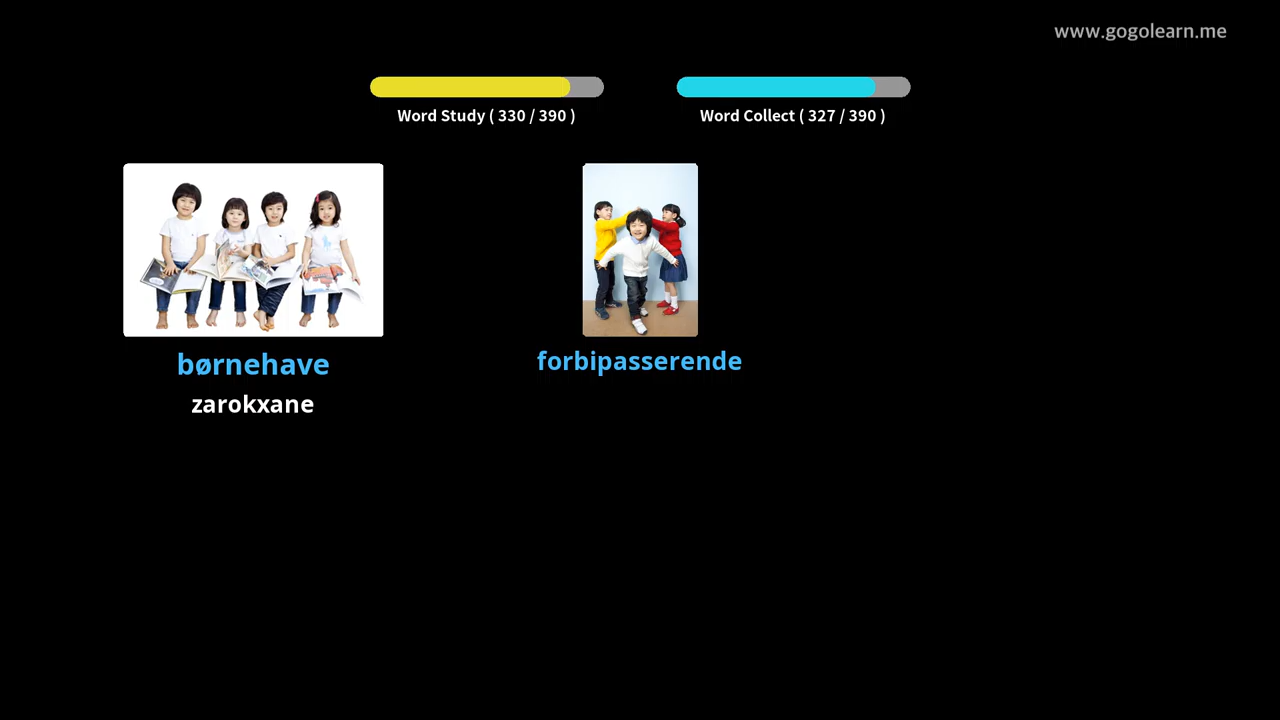 www.gogolearn.me
Word Study ( 330 / 390 )
Word Collect ( 327 / 390 )
børnehave
zarokxane
forbipasserende